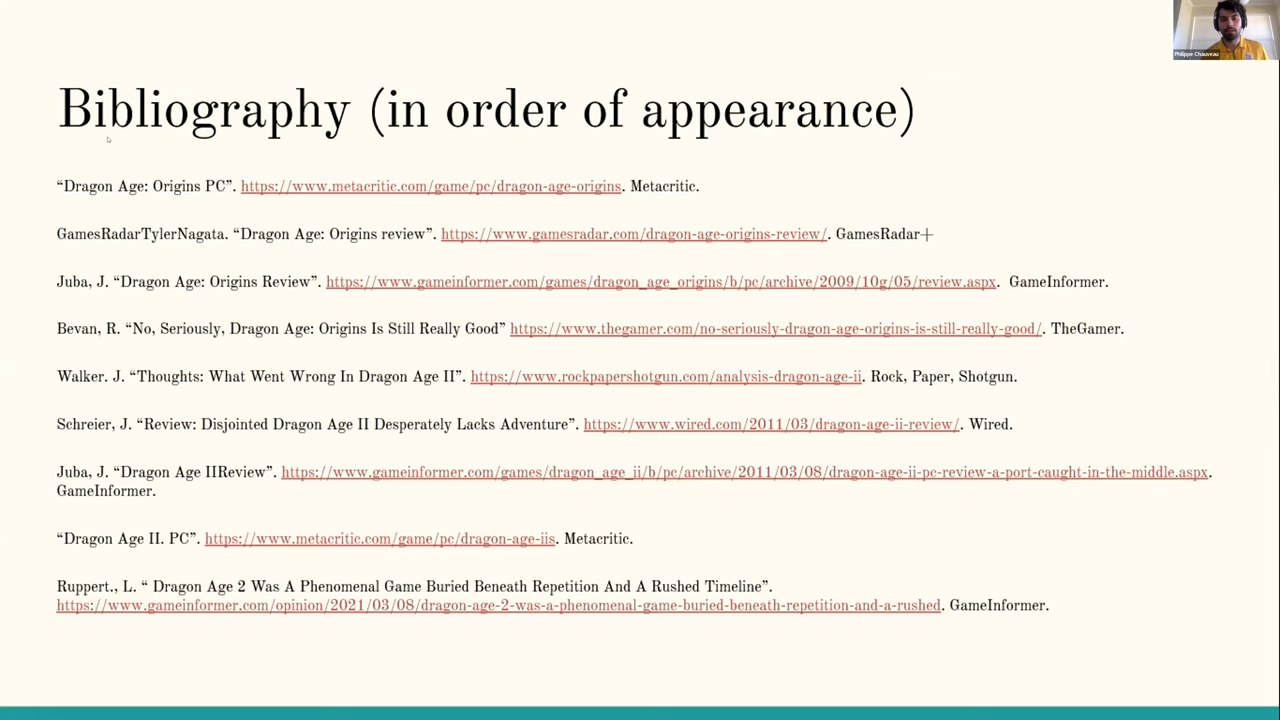 Philippe Chauveau
Bibliography (in order of appearance)
“Dragon Age: Origins PC”. https://www.metacritic.com/game/pc/dragon-age-origins. Metacritic.
GamesRadarTylerNagata. “Dragon Age: Origins review”. https://www.gamesradar.com/dragon-age-origins-review/. GamesRadar+
Juba, J. “Dragon Age: Origins Review”. https://www.gameinformer.com/games/dragon_age_origins/b/pc/archive/2009/10g/05/review.aspx. GameInformer.
Bevan, R. “No, Seriously, Dragon Age: Origins Is Still Really Good” https://www.thegamer.com/no-seriously-dragon-age-origins-is-still-really-good/. TheGamer.
Walker. J. “Thoughts: What Went Wrong In Dragon Age II”. https://www.rockpapershotgun.com/analysis-dragon-age-ii. Rock, Paper, Shotgun.
Schreier, J. “Review: Disjointed Dragon Age II Desperately Lacks Adventure”. https://www.wired.com/2011/03/dragon-age-ii-review/. Wired.
Juba, J. “Dragon Age IIReview”. https://www.gameinformer.com/games/dragon_age_ii/b/pc/archive/2011/03/08/dragon-age-ii-pc-review-a-port-caught-in-the-middle.aspx.
GameInformer.
“Dragon Age II. PC”. https://www.metacritic.com/game/pc/dragon-age-iis. Metacritic.
Ruppert., L. “ Dragon Age 2 Was A Phenomenal Game Buried Beneath Repetition And A Rushed Timeline”.
https://www.gameinformer.com/opinion/2021/03/08/dragon-age-2-was-a-phenomenal-game-buried-beneath-repetition-and-a-rushed. GameInformer.